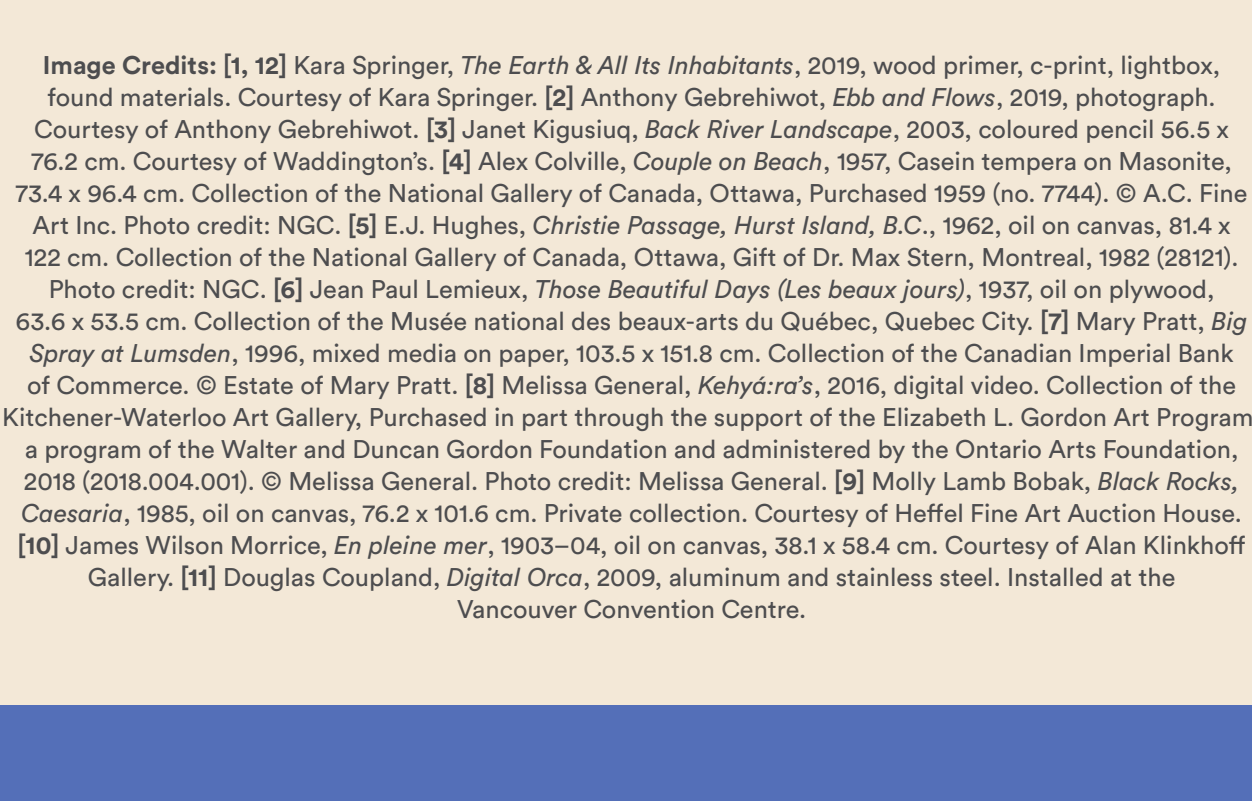 Image Credits: [1, 12] Kara Springer, The Earth & All Its Inhabitants, 2019, wood primer, c-print, lightbox,
found materials. Courtesy of Kara Springer. [2] Anthony Gebrehiwot, Ebb and Flows, 2019, photograph.
Courtesy of Anthony Gebrehiwot. [3] Janet Kigusiuq, Back River Landscape, 2003, coloured pencil 56.5 x
76.2 cm. Courtesy of Waddington’s. [4] Alex Colville, Couple on Beach, 1957, Casein tempera on Masonite,
73.4 x 96.4 cm. Collection of the National Gallery of Canada, Ottawa, Purchased 1959 (no. 7744). © A.C. Fine
Art Inc. Photo credit: NGC. [5] E.J. Hughes, Christie Passage, Hurst Island, B.C., 1962, oil on canvas, 81.4 x
122 cm. Collection of the National Gallery of Canada, Ottawa, Gift of Dr. Max Stern, Montreal, 1982 (28121).
Photo credit: NGC. [6] Jean Paul Lemieux, Those Beautiful Days (Les beaux jours), 1937, oil on plywood,
63.6 x 53.5 cm. Collection of the Musée national des beaux-arts du Québec, Quebec City. [7] Mary Pratt, Big
Spray at Lumsden, 1996, mixed media on paper, 103.5 x 151.8 cm. Collection of the Canadian Imperial Bank
of Commerce. © Estate of Mary Pratt. [8] Melissa General, Kehyá:ra’s, 2016, digital video. Collection of the
Kitchener-Waterloo Art Gallery, Purchased in part through the support of the Elizabeth L. Gordon Art Program
a program of the Walter and Duncan Gordon Foundation and administered by the Ontario Arts Foundation,
2018 (2018.004.001). © Melissa General. Photo credit: Melissa General. [9] Molly Lamb Bobak, Black Rocks,
Caesaria, 1985, oil on canvas, 76.2 x 101.6 cm. Private collection. Courtesy of Heffel Fine Art Auction House.
[10] James Wilson Morrice, En pleine mer, 1903–04, oil on canvas, 38.1 x 58.4 cm. Courtesy of Alan Klinkhoff
Gallery. [11] Douglas Coupland, Digital Orca, 2009, aluminum and stainless steel. Installed at the
Vancouver Convention Centre.